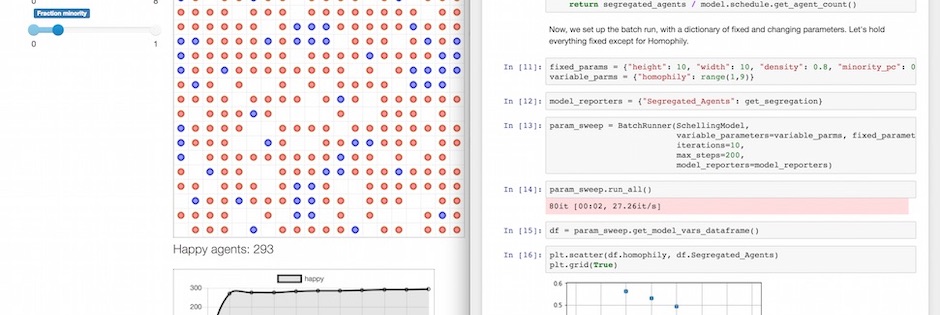 0
8
Fraction minority
0
1
Happy agents: 293
happy
300
200
return segregated_agents / model.schedule.get_agent_count()
Now, we set up the batch run, with a dictionary of fixed and changing parameters. Let's hold
everything fixed except for Homophily.
In [11]: fixed_params = {"height": 10, "width": 10, "density": 0.8, "minority_pc": 0
variable_parms = {"homophily": range(1,9)}
In [12]: model_reporters = {"Segregated_Agents": get_segregation}
In [13]: param_sweep = BatchRunner(SchellingModel,
variable_parameters=variable_parms, fixed_paramet
iterations=10,
max_steps=200,
model_reporters=model_reporters)
In [14]: param_sweep.run_all()
80it [00:02, 27.26it/s]
In [15]: df = param_sweep.get_model_vars_dataframe()
In [16]: plt.scatter(df.homophily, df.Segregated_Agents)
plt.grid(True)
0.6
0.5